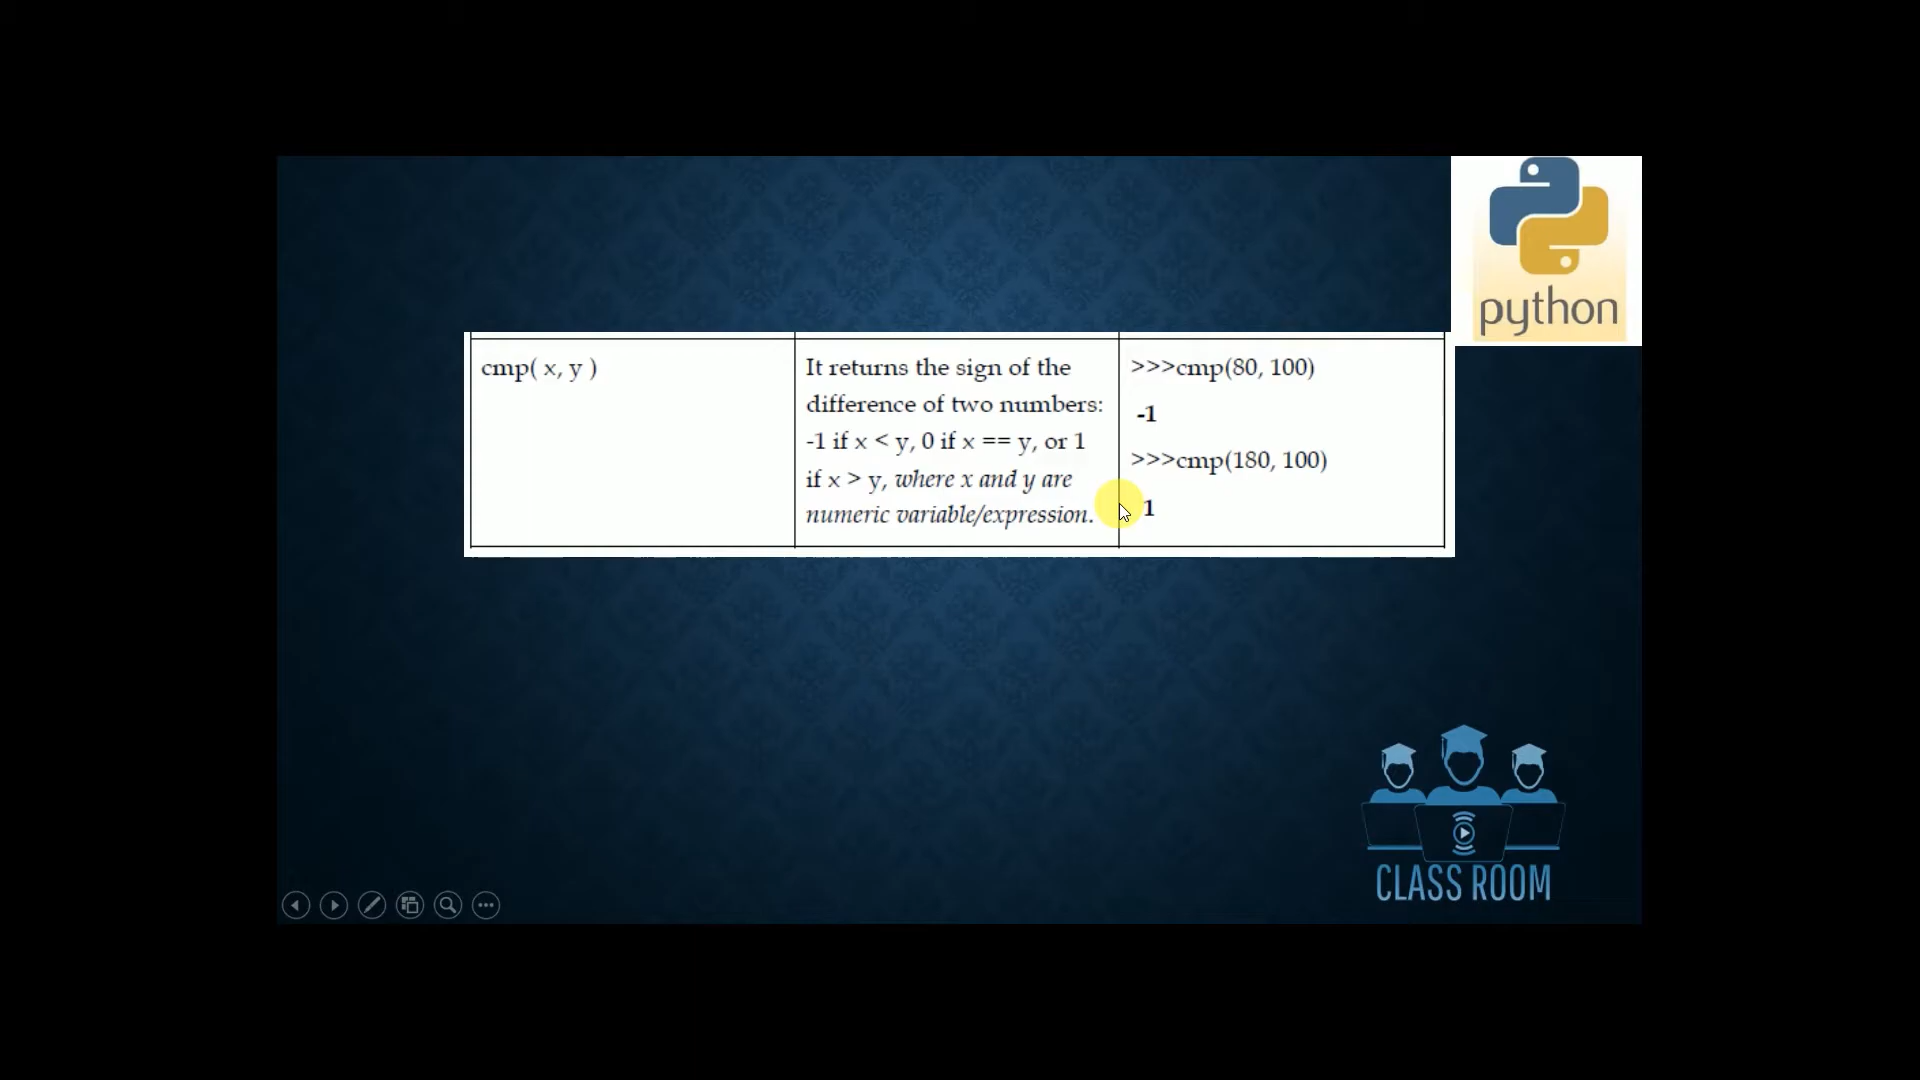 python
cmp( x, y )
It returns the sign of the
difference of two numbers:
-1 if x < y, 0 if x == y, or 1
if x > y, where x and y are
numeric variable/expression.
>>>cmp(80, 100)
-1
>>>cmp(180, 100)
1
CLASS ROOM